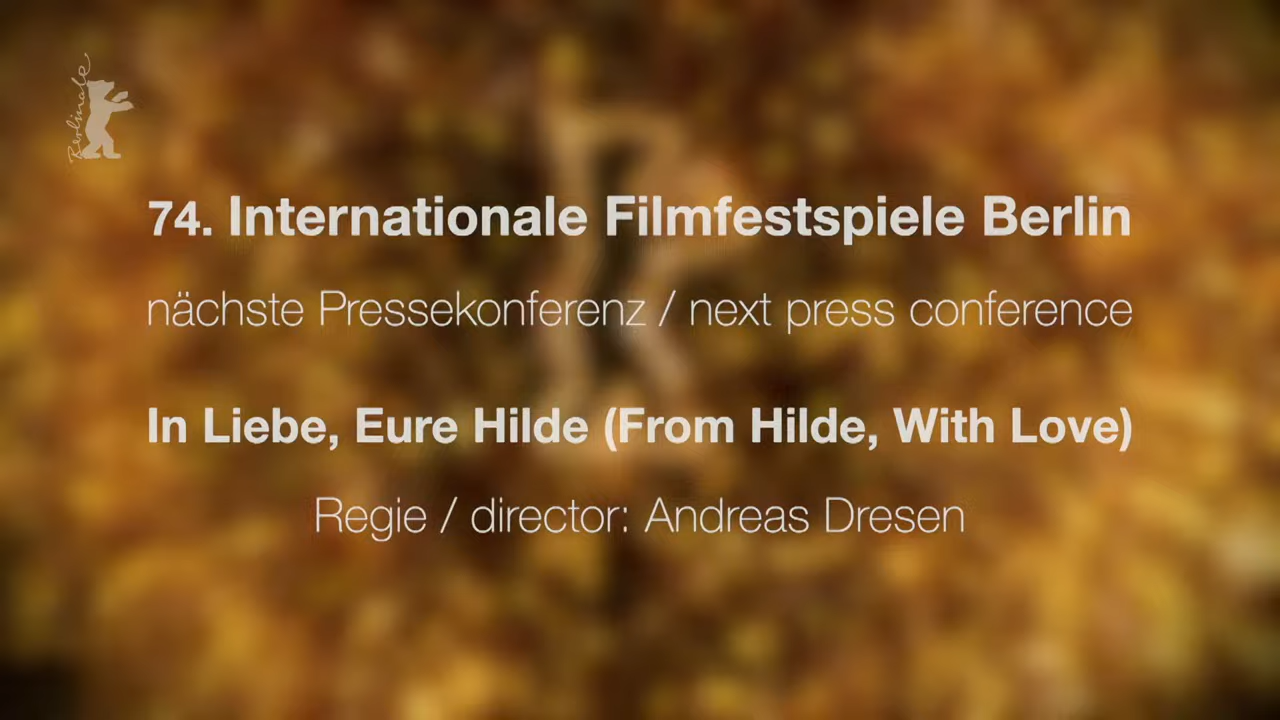 Berlinale
74. Internationale Filmfestspiele Berlin
nächste Pressekonferenz / next press conference
In Liebe, Eure Hilde (From Hilde, With Love)
Regie / director: Andreas Dresen